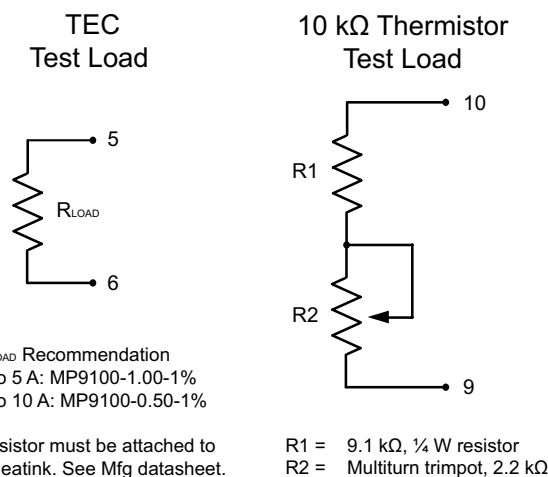 TEC
Test Load
5
RLOAD
6
Recommendation
5 A: MP9100-1.00-1%
10 A: MP9100-0.50-1%
must be attached to
See Mfg datasheet.
10 kΩ Thermistor
Test Load
10
R1
R2
9
R1 = 9.1 kΩ, ¼ W resistor
R2 = Multiturn trimpot, 2.2 kΩ